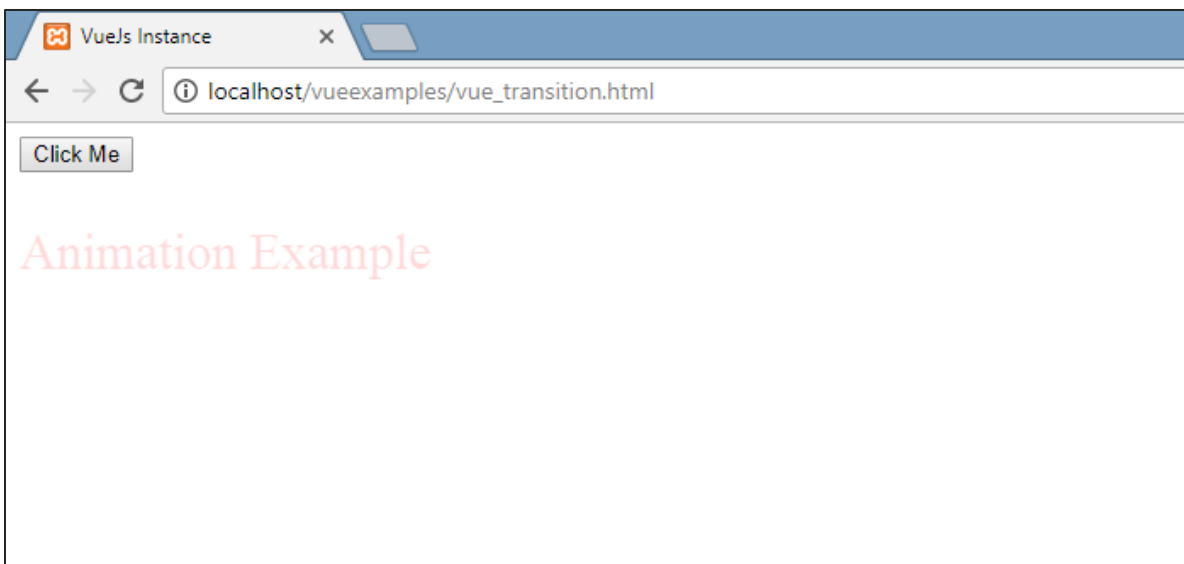 VueJs Instance
localhost/vueexamples/vue_transition.html
Click Me
Animation Example